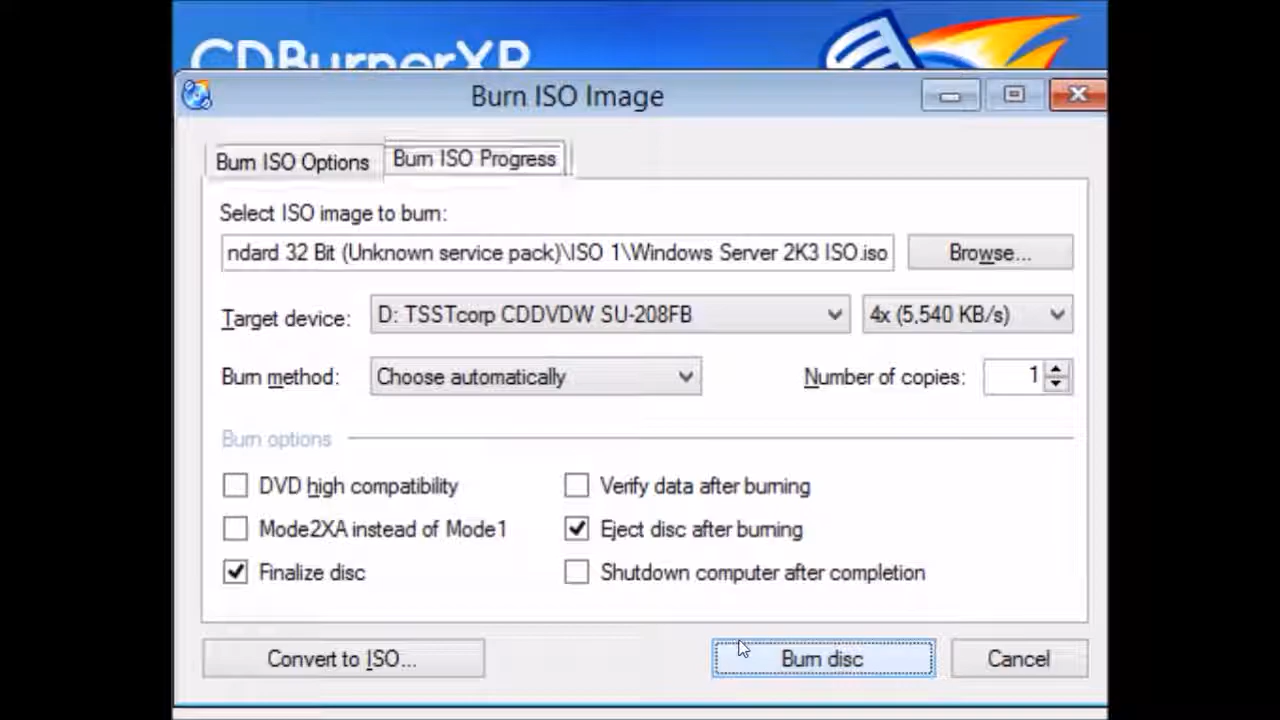 CDBurnerXP
Burn ISO Image
Burn ISO Options
Burn ISO Progress
Select ISO image to burn:
ndard 32 Bit (Unknown service pack)\ISO 1\Windows Server 2K3 ISO.iso
Browse...
Target device:
D: TSSTcorp CDDVDW SU-208FB
4x (5,540 KB/s)
Burn method:
Choose automatically
Number of copies:
1
Burn options
DVD high compatibility
Verify data after burning
Mode2XA instead of Mode1
Eject disc after burning
Finalize disc
Shutdown computer after completion
Convert to ISO...
Burn disc
Cancel